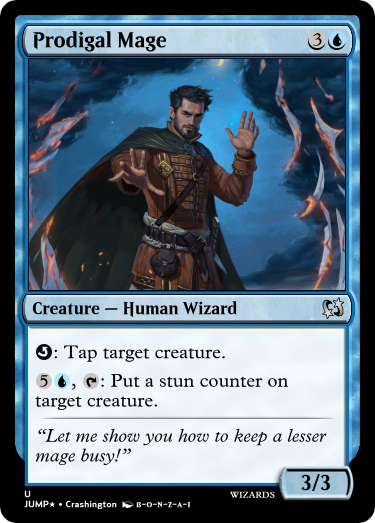 Prodigal Mage 3
Creature — Human Wizard
: Tap target creature.
5, : Put a stun counter on
target creature.
“Let me show you how to keep a lesser
mage busy!”
3/3
U
JUMP★ • Crashington B-O-N-Z-A-I
WIZARDS